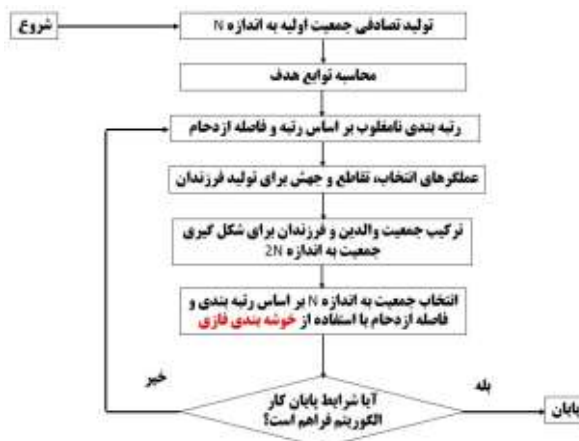 شروع
تولید تصادفی جمعیت اولیه به اندازه N
محاسبه توابع هدف
رتبه بندی نامغلوب بر اساس رتبه و فاصله ازدحام
عملگرهای انتخاب، تقاطع و جهش برای تولید فرزندان
ترکیب جمعیت والدین و فرزندان برای شکل گیری
جمعیت به اندازه 2N
انتخاب جمعیت به اندازه N بر اساس رتبه بندی و
فاصله ازدحام با استفاده از خوشه بندی فازی
خیر
بله
آیا شرایط پایان کار
الگوریتم فراهم است؟
پایان